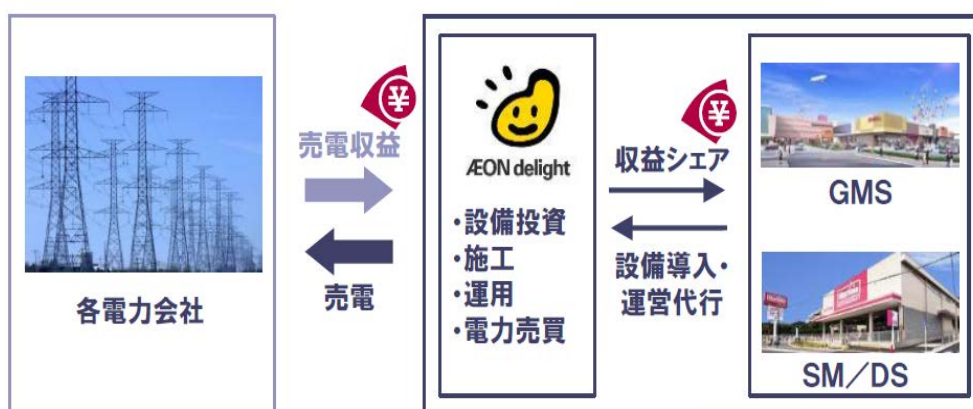 各電力会社
売電収益
¥
売電
ÆON delight
・設備投資
・施工
・運用
・電力売買
¥
収益シェア
設備導入・
運営代行
GMS
SM／DS